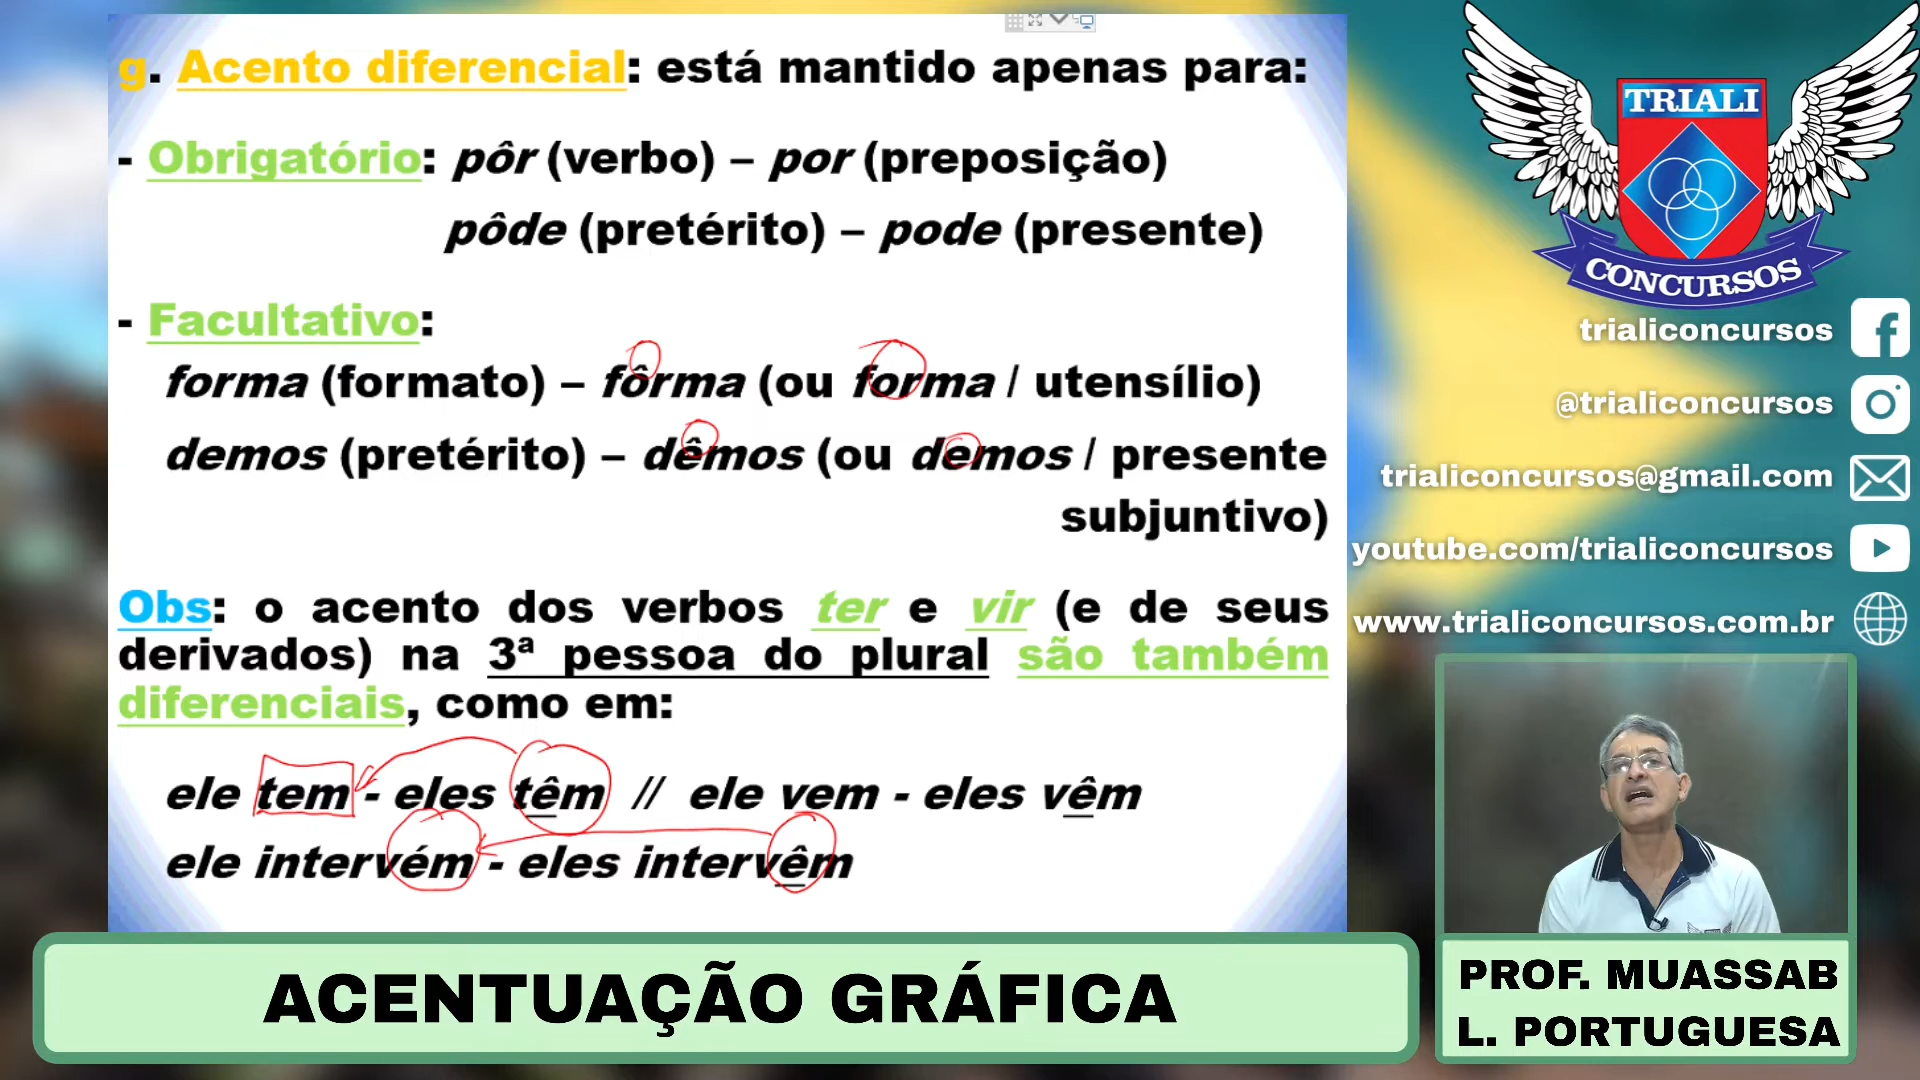 g. Acento diferencial: está mantido apenas para:
- Obrigatório: pôr (verbo) – por (preposição)
pôde (pretérito) – pode (presente)
- Facultativo:
forma (formato) – fôrma (ou forma / utensílio)
demos (pretérito) – dêmos (ou demos / presente
subjuntivo)
Obs: o acento dos verbos ter e vir (e de seus
derivados) na 3ª pessoa do plural são também
diferenciais, como em:
ele tem - eles têm // ele vem - eles vêm
ele intervém - eles intervêm
TRIALI
CONCURSOS
trialiconcursos
@trialiconcursos
trialiconcursos@gmail.com
youtube.com/trialiconcursos
www.trialiconcursos.com.br
ACENTUAÇÃO GRÁFICA
PROF. MUASSAB
L. PORTUGUESA